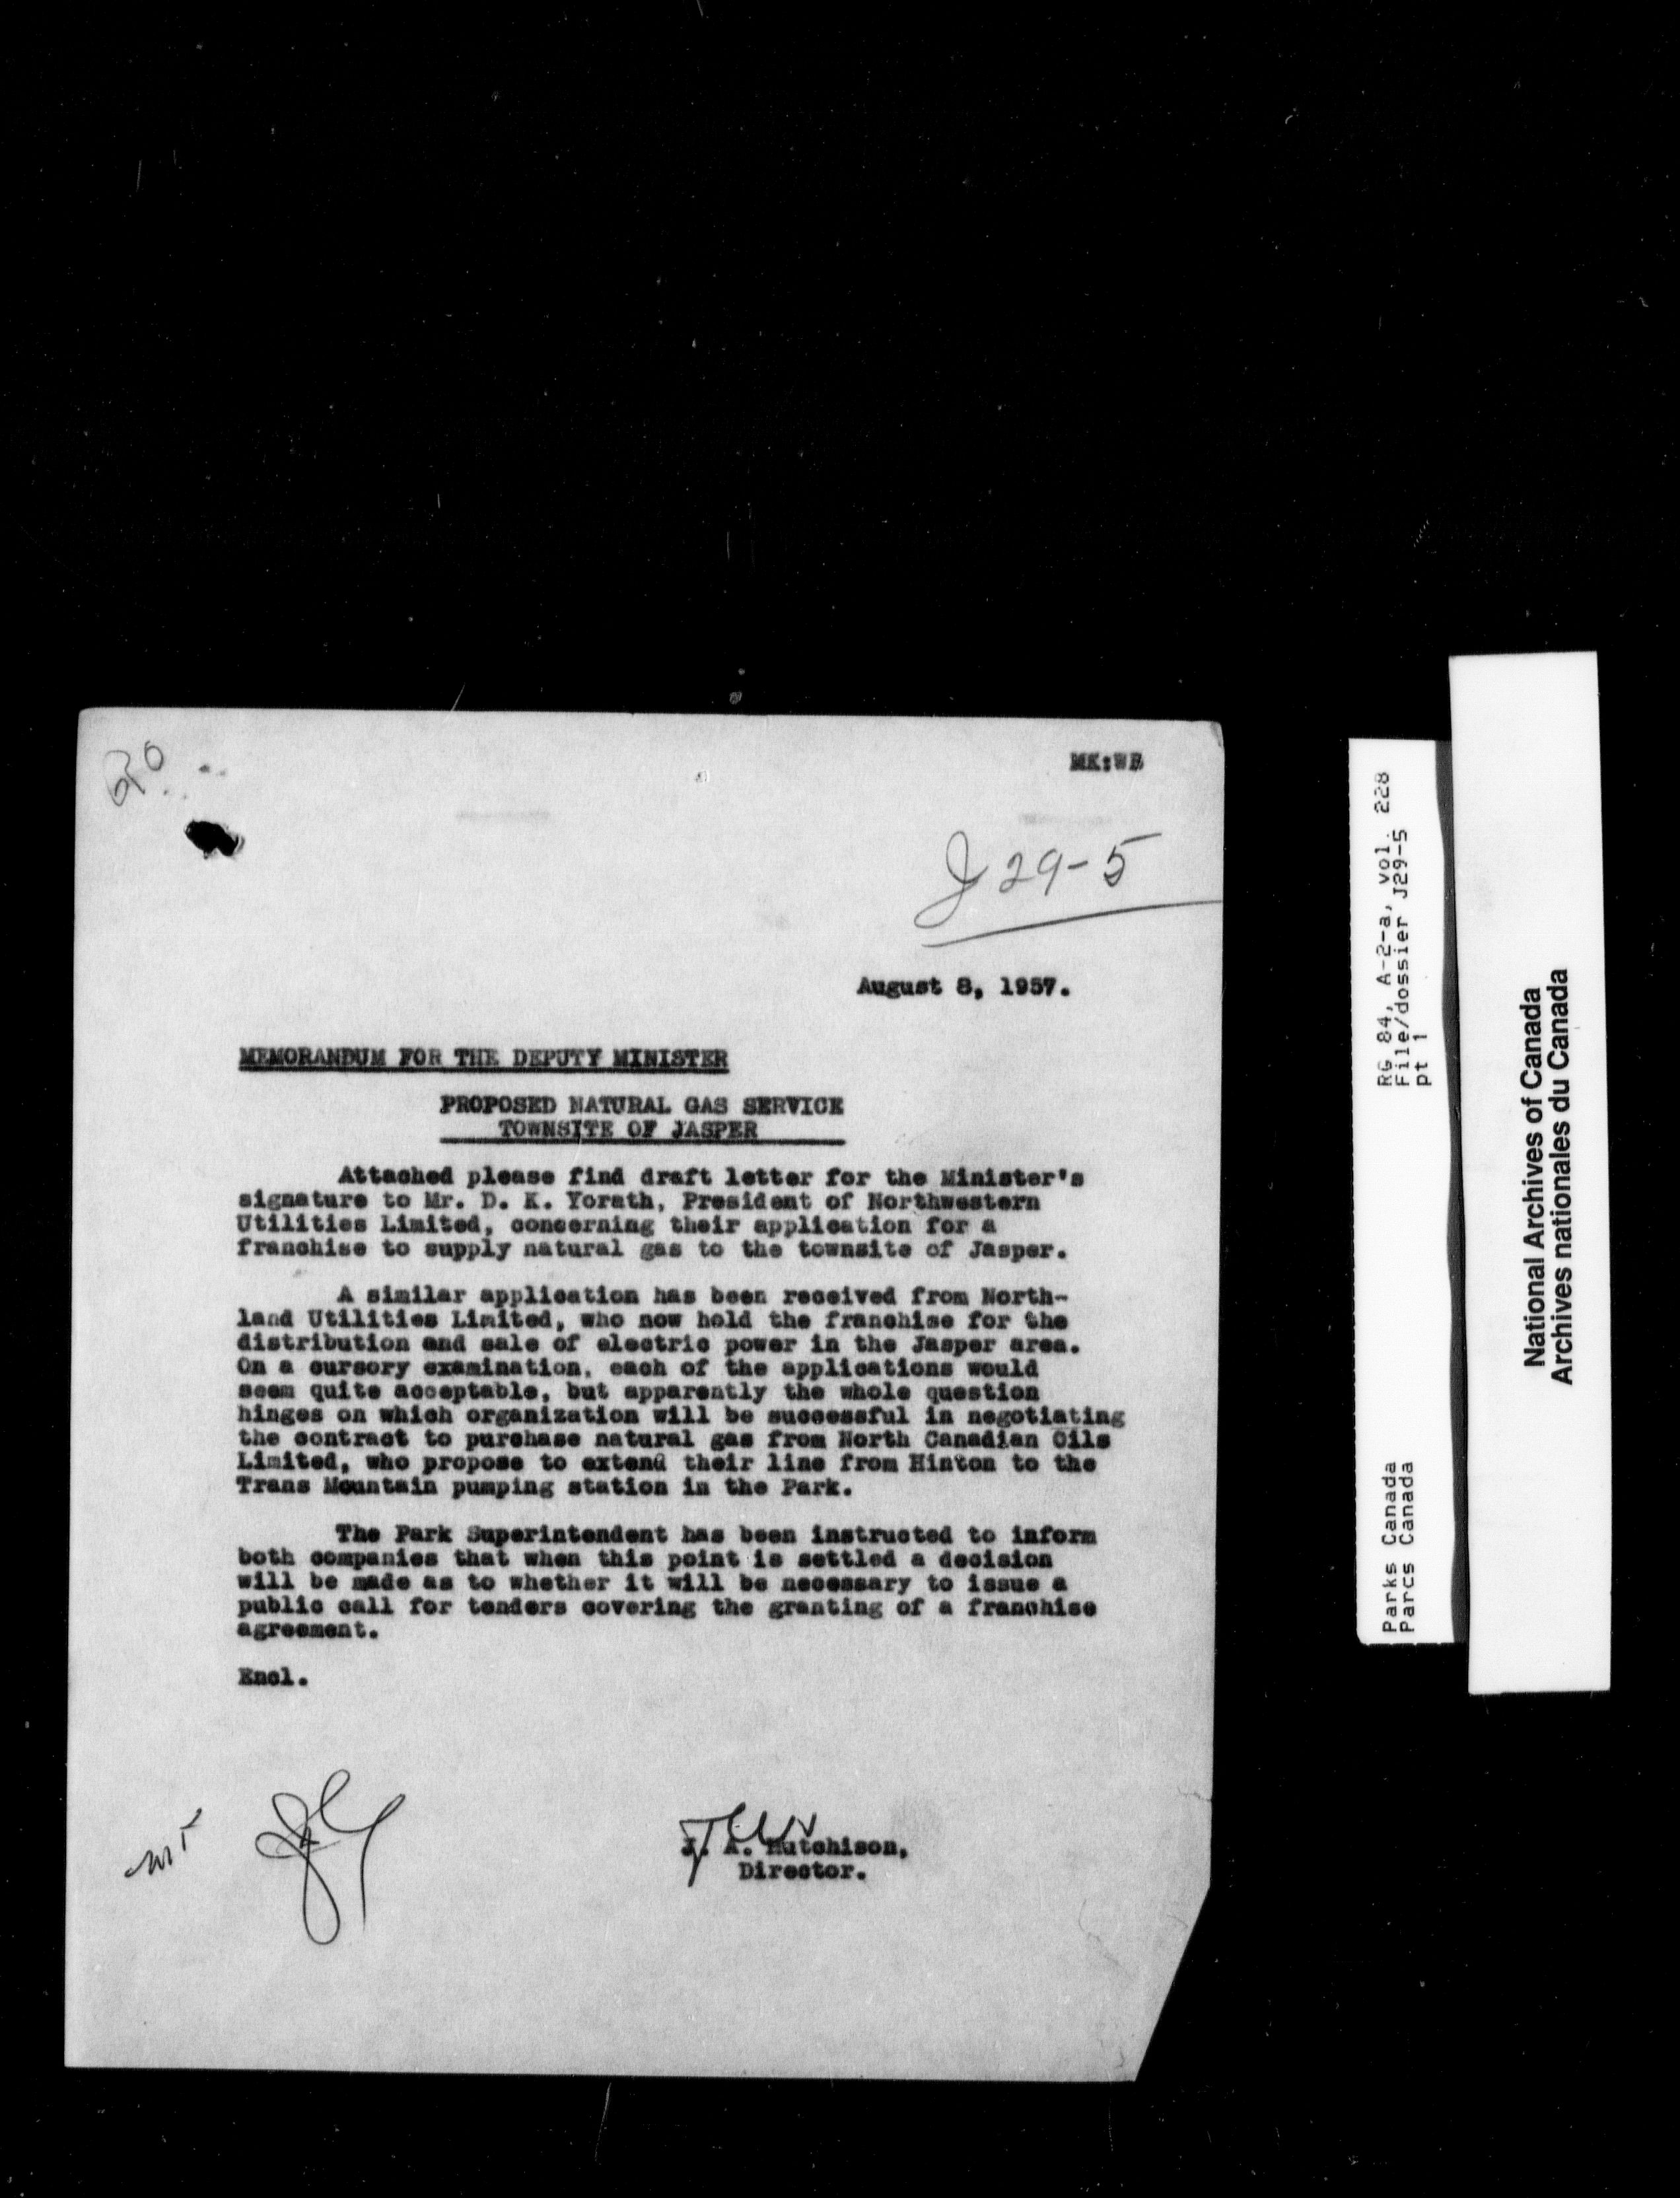 MK:WB
J 29-5
August 8, 1957.
MEMORANDUM FOR THE DEPUTY MINISTER
PROPOSED NATURAL GAS SERVICE
TOWNSITE OF JASPER
Attached please find draft letter for the Minister's
signature to Mr. D. K. Yorath, President of Northwestern
Utilities Limited, concerning their application for a
franchise to supply natural gas to the townsite of Jasper.
A similar application has been received from North-
land Utilities Limited, who now hold the franchise for the
distribution and sale of electric power in the Jasper area.
On a cursory examination, each of the applications would
seem quite acceptable, but apparently the whole question
hinges on which organization will be successful in negotiating
the contract to purchase natural gas from North Canadian Oils
Limited, who propose to extend their line from Hinton to the
Trans Mountain pumping station in the Park.
The Park Superintendent has been instructed to inform
both companies that when this point is settled a decision
will be made as to whether it will be necessary to issue a
public call for tenders covering the granting of a franchise
agreement.
Encl.
J. A. Hutchison,
Director.
RG 84, A-2-a, vol. 228
File/dossier J29-5
pt 1
Parks Canada
Parcs Canada
National Archives of Canada
Archives nationales du Canada